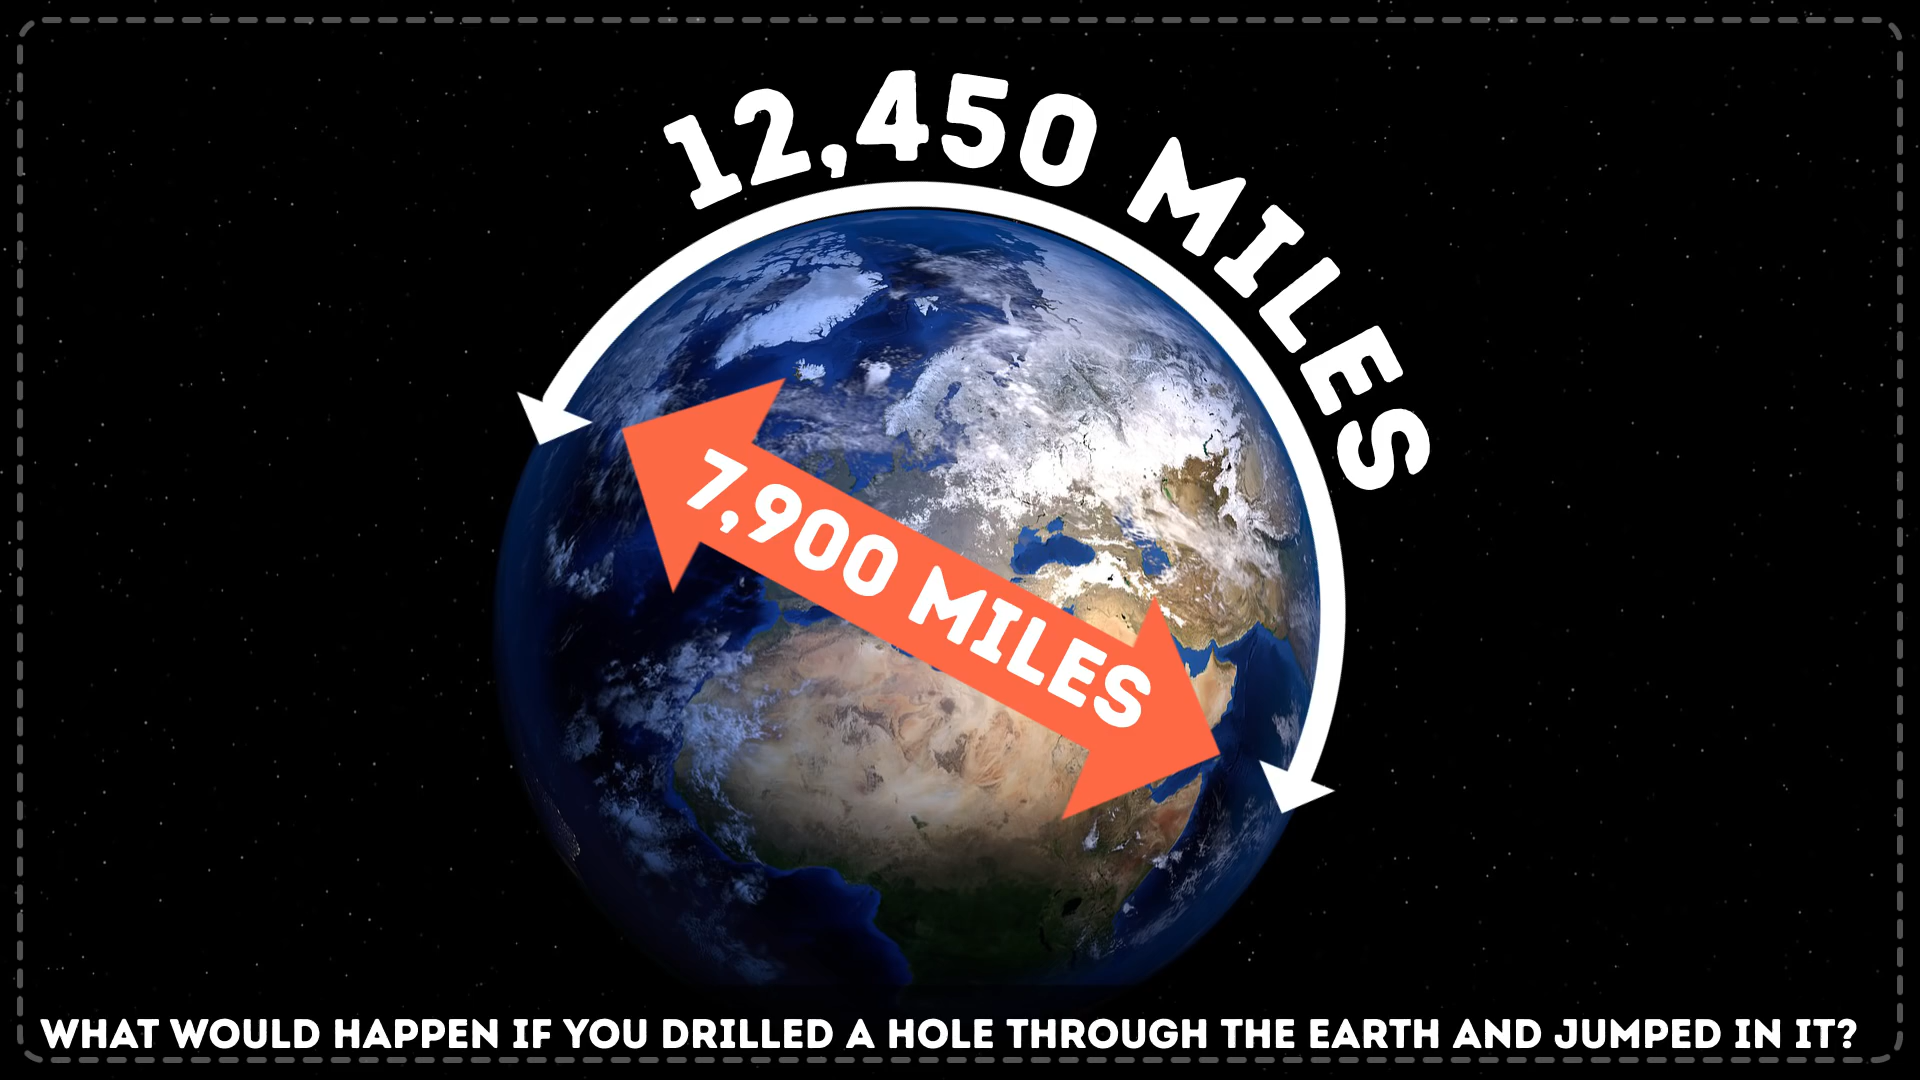 12,450 MILES
7,900 MILES
WHAT WOULD HAPPEN IF YOU DRILLED A HOLE THROUGH THE EARTH AND JUMPED IN IT?